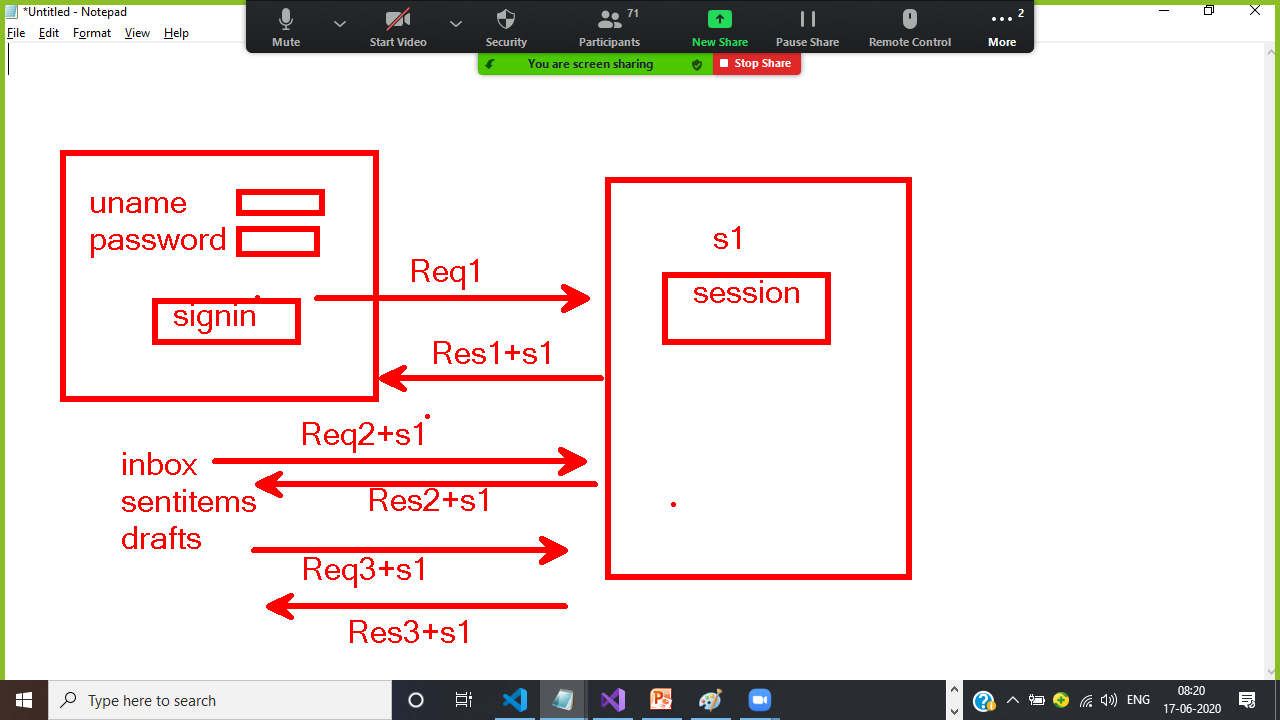 *Untitled - Notepad
File Edit Format View Help
Mute
Start Video
Security
Participants 71
New Share
Pause Share
Remote Control
More 2
You are screen sharing
Stop Share
uname
password
signin
Req1
s1
session
Res1+s1
Req2+s1
inbox
sentitems
drafts
Res2+s1
Req3+s1
Res3+s1
Type here to search
ENG
08:20
17-06-2020